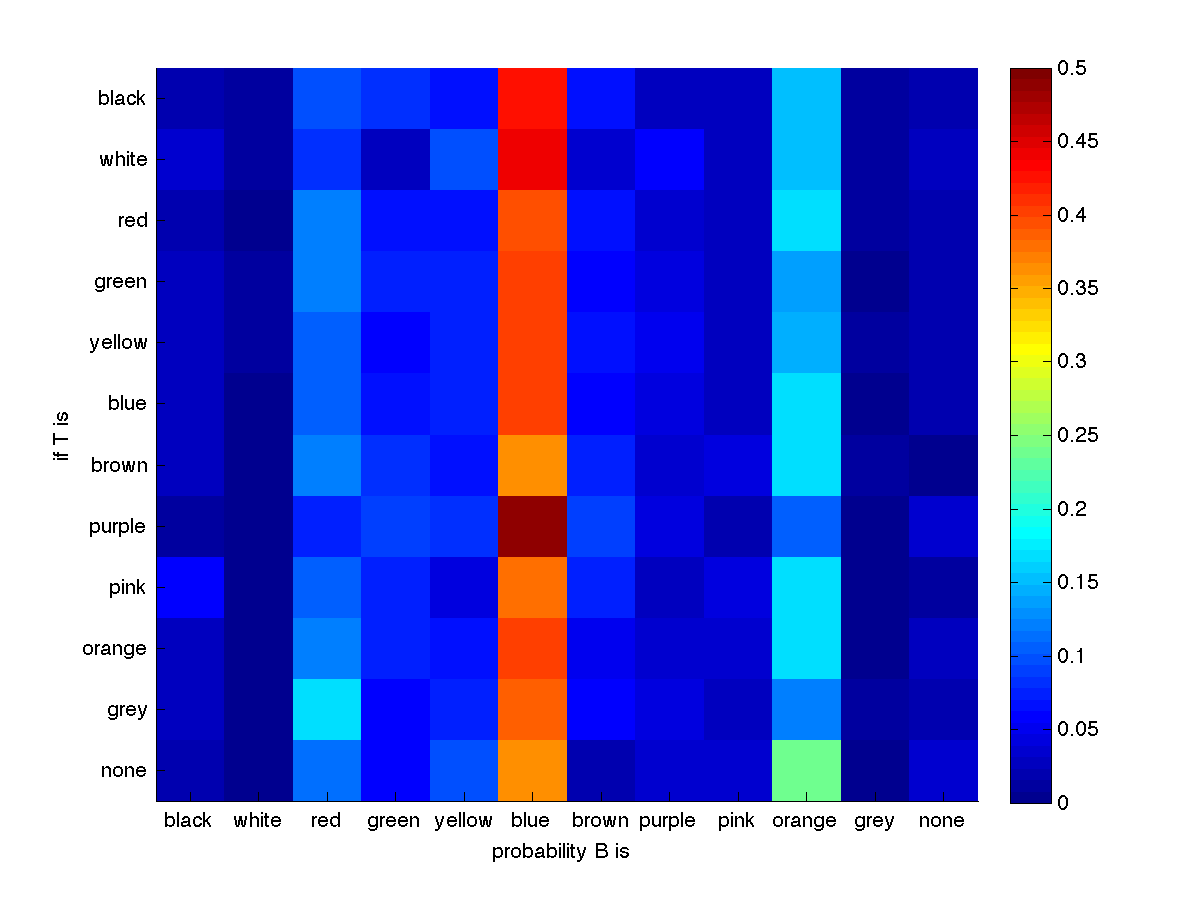 if T is
black
white
red
green
yellow
blue
brown
purple
pink
orange
grey
none
black white red green yellow blue brown purple pink orange grey none
probability B is
0.5
0.45
0.4
0.35
0.3
0.25
0.2
0.15
0.1
0.05
0